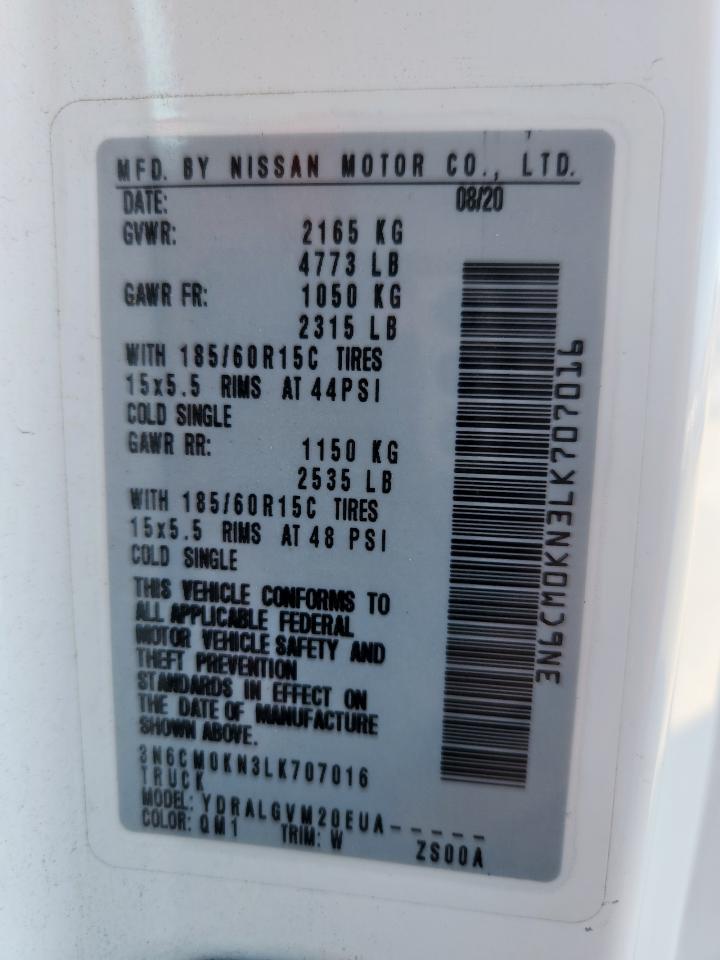 MFD. BY NISSAN MOTOR CO., LTD.
DATE: 08/20
GVWR: 2165 KG
4773 LB
GAWR FR: 1050 KG
2315 LB
WITH 185/60R15C TIRES
15x5.5 RIMS AT 44PSI
COLD SINGLE
GAWR RR: 1150 KG
2535 LB
WITH 185/60R15C TIRES
15x5.5 RIMS AT 48 PSI
COLD SINGLE
THIS VEHICLE CONFORMS TO
ALL APPLICABLE FEDERAL
MOTOR VEHICLE SAFETY AND
THEFT PREVENTION
STANDARDS IN EFFECT ON
THE DATE OF MANUFACTURE
SHOWN ABOVE.
3N6CM0KN3LK707016
TRUCK
MODEL: YDRALGVM20EUA-----
COLOR: QM1 TRIM: W ZS00A
3N6CM0KN3LK707016